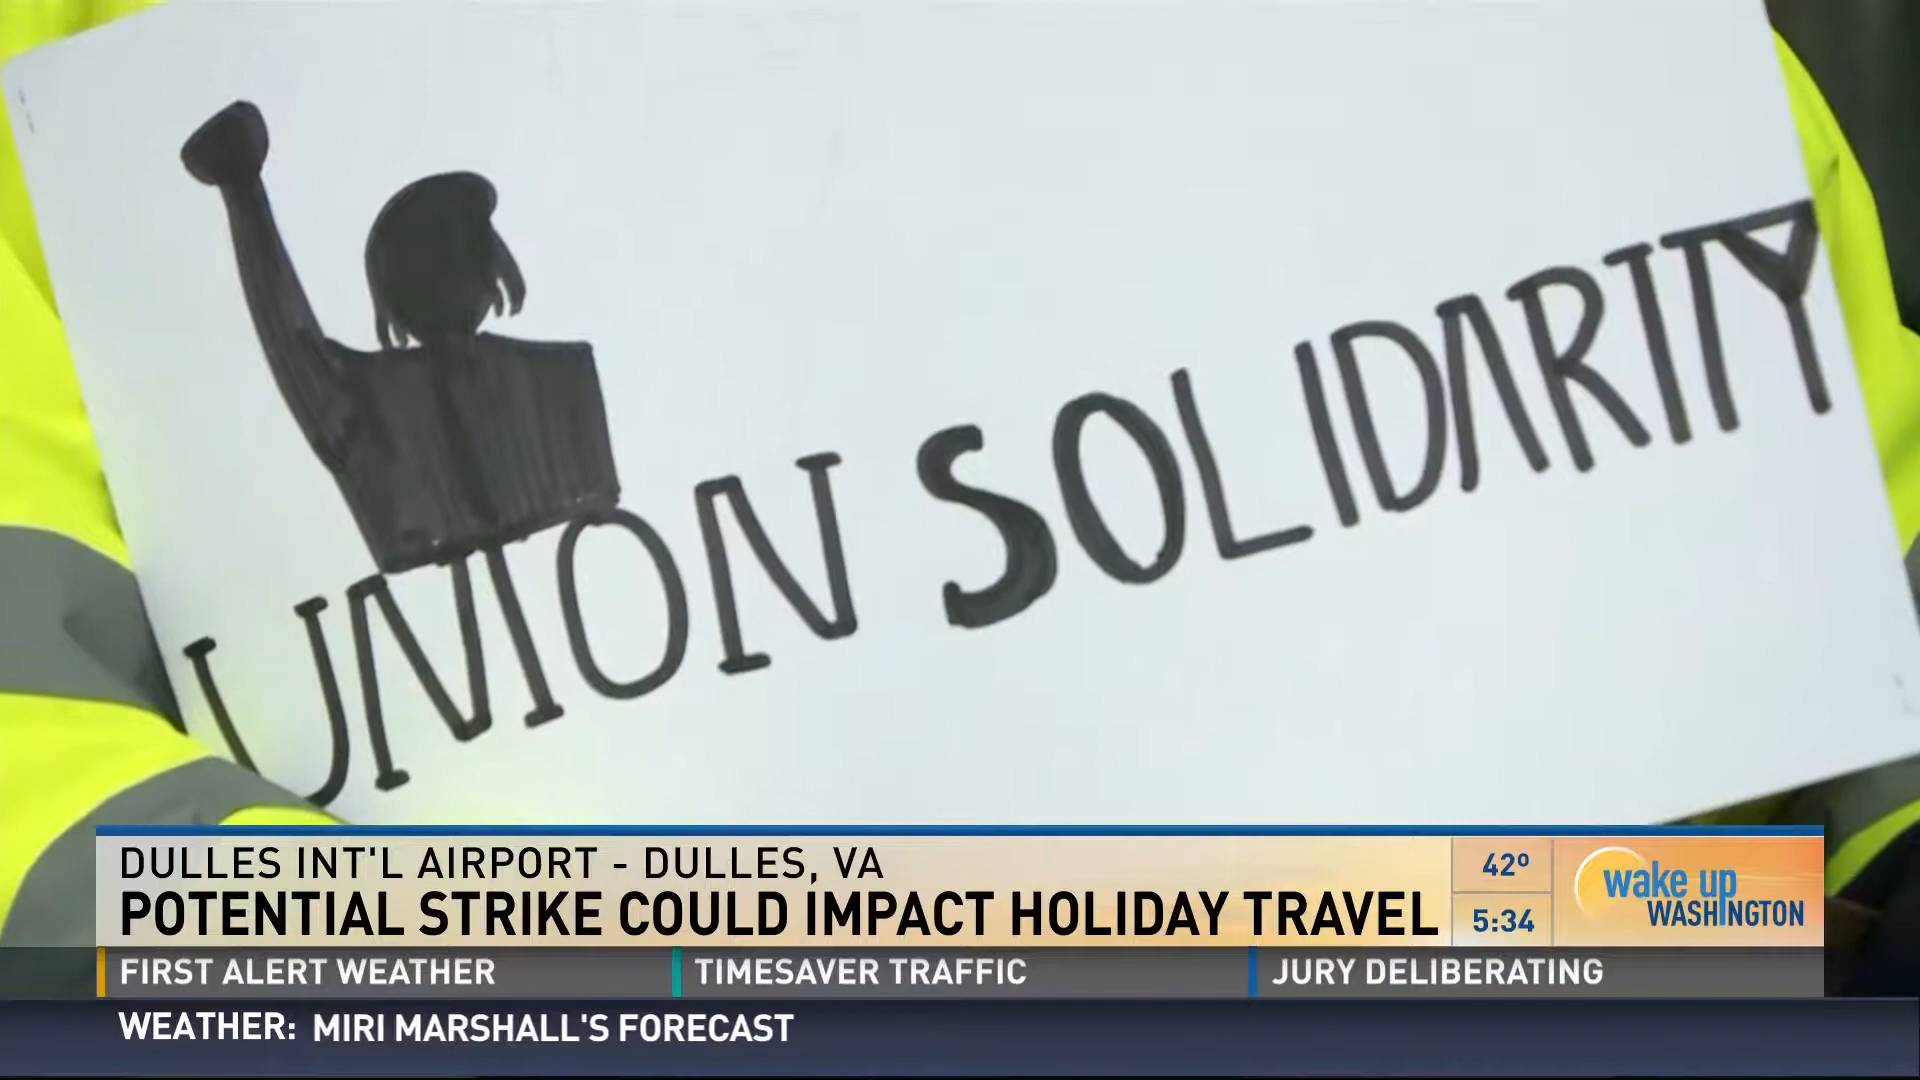 UNION SOLIDARITY
DULLES INT'L AIRPORT - DULLES, VA
POTENTIAL STRIKE COULD IMPACT HOLIDAY TRAVEL
42º
5:34
wake up
WASHINGTON
FIRST ALERT WEATHER
TIMESAVER TRAFFIC
JURY DELIBERATING
WEATHER: MIRI MARSHALL'S FORECAST